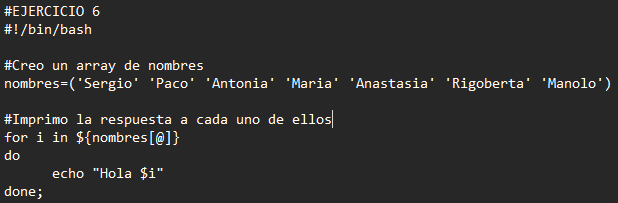 #EJERCICIO 6
#!/bin/bash
#Creo un array de nombres
nombres=('Sergio' 'Paco' 'Antonia' 'Maria' 'Anastasia' 'Rigoberta' 'Manolo')
#Imprimo la respuesta a cada uno de ellos
for i in ${nombres[@]}
do
echo "Hola $i"
done;